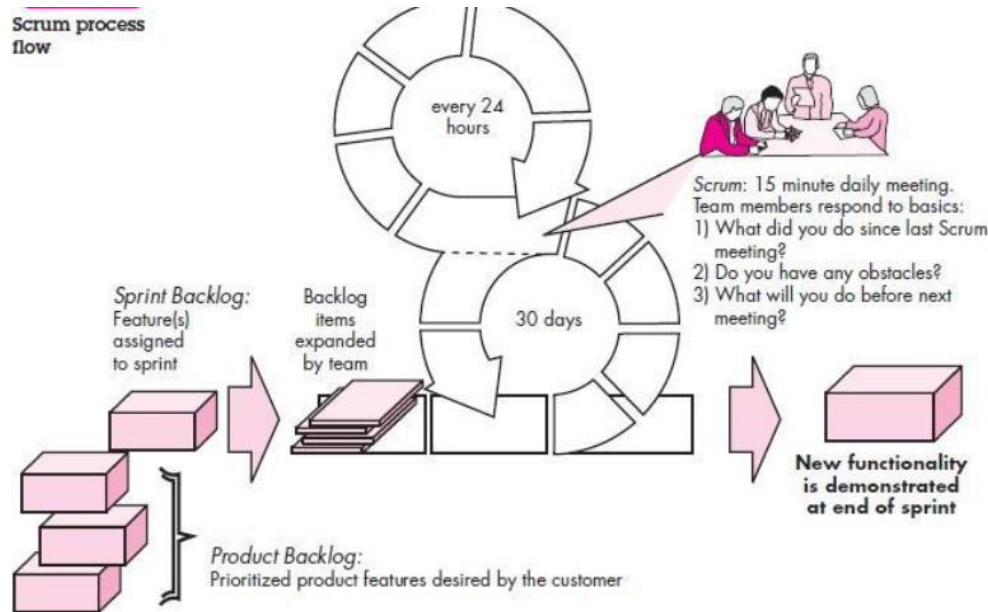 Scrum process
flow
every 24
hours
Scrum: 15 minute daily meeting.
Team members respond to basics:
1) What did you do since last Scrum
meeting?
2) Do you have any obstacles?
3) What will you do before next
meeting?
Sprint Backlog:
Feature(s)
assigned
to sprint
Backlog
items
expanded
by team
30 days
New functionality
is demonstrated
at end of sprint
Product Backlog:
Prioritized product features desired by the customer